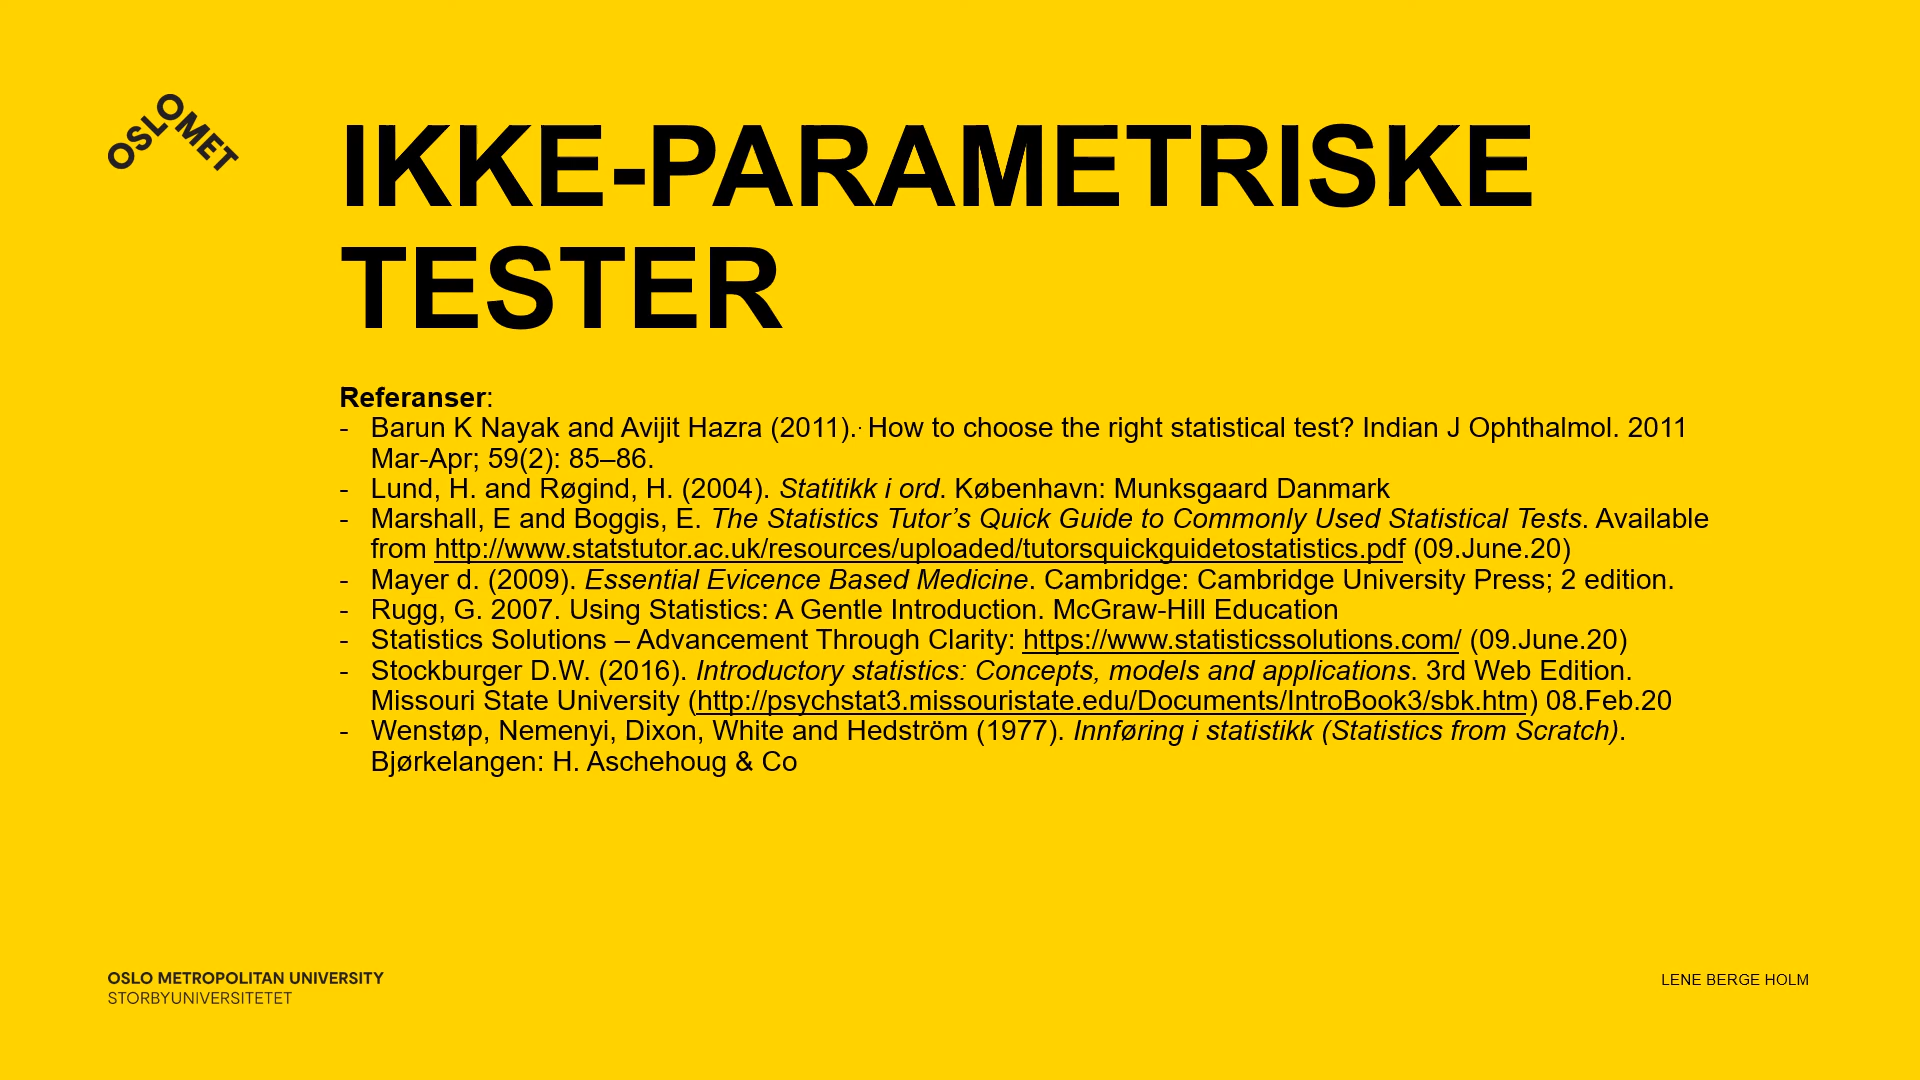 OSLOMET
IKKE-PARAMETRISKE
TESTER
Referanser:
- Barun K Nayak and Avijit Hazra (2011).. How to choose the right statistical test? Indian J Ophthalmol. 2011
Mar-Apr; 59(2): 85–86.
- Lund, H. and Røgind, H. (2004). Statitikk i ord. København: Munksgaard Danmark
- Marshall, E and Boggis, E. The Statistics Tutor’s Quick Guide to Commonly Used Statistical Tests. Available
from http://www.statstutor.ac.uk/resources/uploaded/tutorsquickguidetostatistics.pdf (09.June.20)
- Mayer d. (2009). Essential Evicence Based Medicine. Cambridge: Cambridge University Press; 2 edition.
- Rugg, G. 2007. Using Statistics: A Gentle Introduction. McGraw-Hill Education
- Statistics Solutions – Advancement Through Clarity: https://www.statisticssolutions.com/ (09.June.20)
- Stockburger D.W. (2016). Introductory statistics: Concepts, models and applications. 3rd Web Edition.
Missouri State University (http://psychstat3.missouristate.edu/Documents/IntroBook3/sbk.htm) 08.Feb.20
- Wenstøp, Nemenyi, Dixon, White and Hedström (1977). Innføring i statistikk (Statistics from Scratch).
Bjørkelangen: H. Aschehoug & Co
OSLO METROPOLITAN UNIVERSITY
STORBYUNIVERSITETET
LENE BERGE HOLM